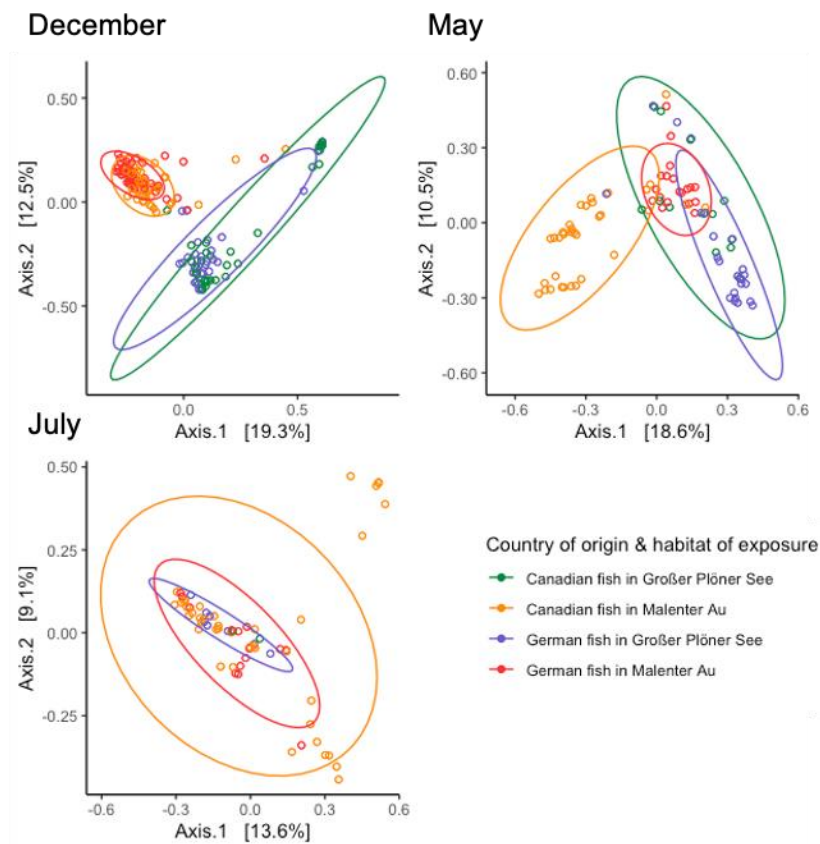 December
May
0.50
0.00
-0.50
Axis.2 [12.5%]
0.0
0.5
Axis.1 [19.3%]
0.60
0.30
0.00
-0.30
-0.60
Axis.2 [10.5%]
-0.6
-0.3
0.0
0.3
0.6
Axis.1 [18.6%]
July
0.50
0.25
0.00
-0.25
Axis.2 [9.1%]
-0.6
-0.3
0.0
0.3
0.6
Axis.1 [13.6%]
Country of origin & habitat of exposure
Canadian fish in Großer Plöner See
Canadian fish in Malenter Au
German fish in Großer Plöner See
German fish in Malenter Au